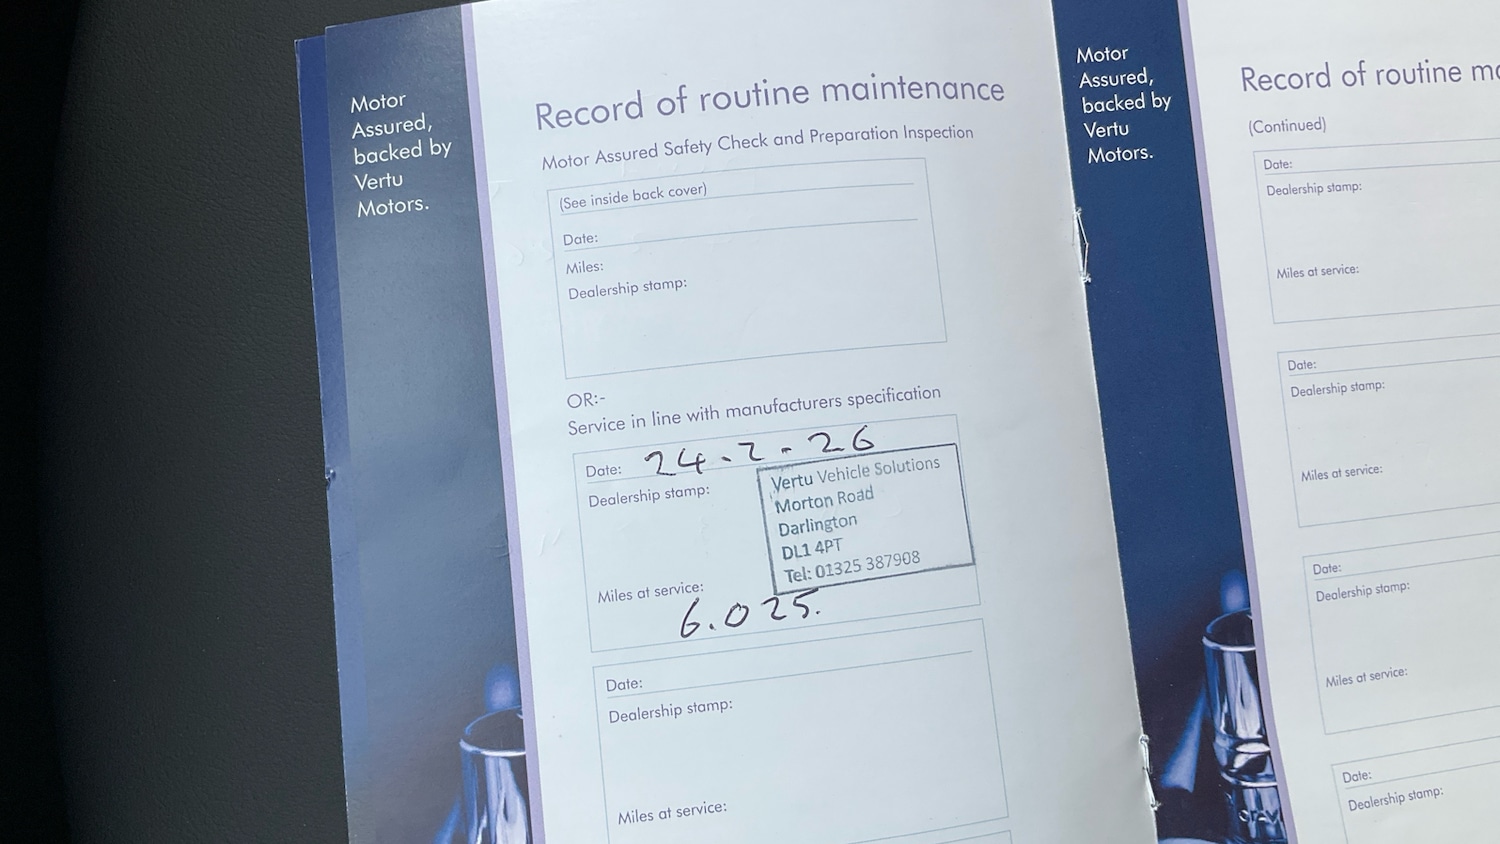 Motor
Assured,
backed by
Vertu
Motors.
Record of routine maintenance
Motor Assured Safety Check and Preparation Inspection
(See inside back cover)
Date:
Miles:
Dealership stamp:
OR:-
Service in line with manufacturers specification
Date: 24-2-26
Dealership stamp:
Vertu Vehicle Solutions
Morton Road
Darlington
DL1 4PT
Tel: 01325 387908
Miles at service:
6.025.
Date:
Dealership stamp:
Miles at service:
Motor
Assured,
backed by
Vertu
Motors.
Record of routine
(Continued)
Date:
Dealership stamp:
Miles at service:
Date:
Dealership stamp:
Miles at service:
Date:
Dealership stamp:
Miles at service:
Date:
Dealership stamp: